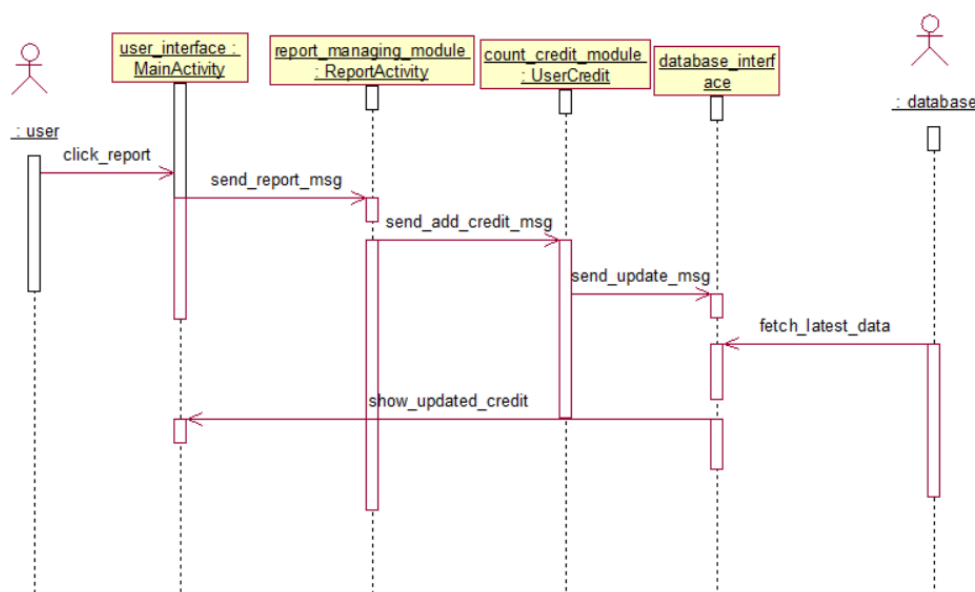 user_interface :
MainActivity
report_managing_module
: ReportActivity
count_credit_module
: UserCredit
database_interf
ace
: user
: database
click_report
send_report_msg
send_add_credit_msg
send_update_msg
fetch_latest_data
show_updated_credit